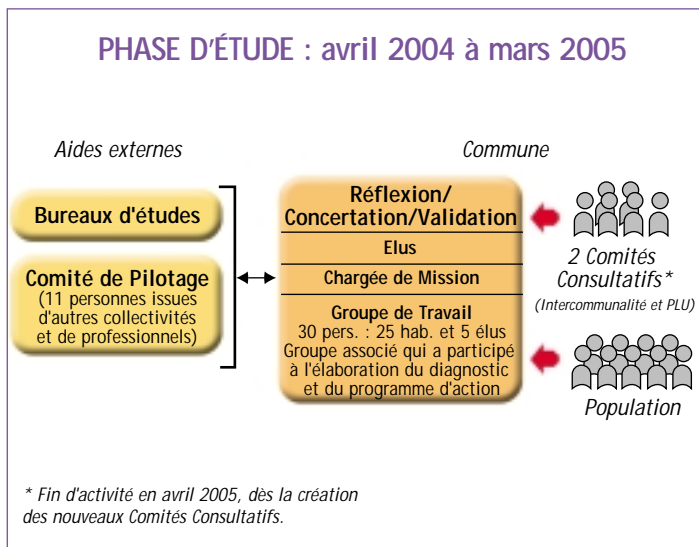 PHASE D'ÉTUDE : avril 2004 à mars 2005
Aides externes
Commune
Bureaux d'études
Comité de Pilotage
(11 personnes issues
d'autres collectivités
et de professionnels)
Réflexion/
Concertation/Validation
Elus
Chargée de Mission
Groupe de Travail
30 pers. : 25 hab. et 5 élus
Groupe associé qui a participé
à l'élaboration du diagnostic
et du programme d'action
2 Comités
Consultatifs*
(Intercommunalité et PLU)
Population
* Fin d'activité en avril 2005, dès la création
des nouveaux Comités Consultatifs.